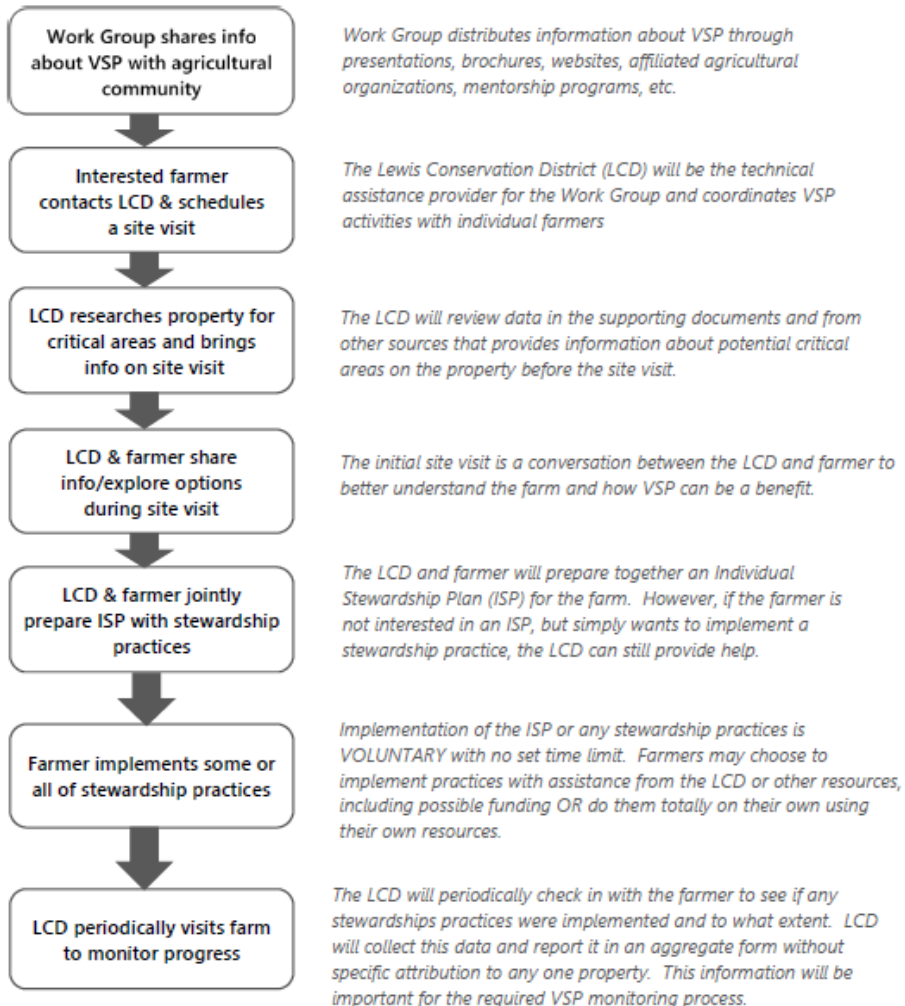 Work Group shares info
about VSP with agricultural
community
Work Group distributes information about VSP through
presentations, brochures, websites, affiliated agricultural
organizations, mentorship programs, etc.
Interested farmer
contacts LCD & schedules
a site visit
The Lewis Conservation District (LCD) will be the technical
assistance provider for the Work Group and coordinates VSP
activities with individual farmers
LCD researches property for
critical areas and brings
info on site visit
The LCD will review data in the supporting documents and from
other sources that provides information about potential critical
areas on the property before the site visit.
LCD & farmer share
info/explore options
during site visit
The initial site visit is a conversation between the LCD and farmer to
better understand the farm and how VSP can be a benefit.
LCD & farmer jointly
prepare ISP with stewardship
practices
The LCD and farmer will prepare together an Individual
Stewardship Plan (ISP) for the farm.  However, if the farmer is
not interested in an ISP, but simply wants to implement a
stewardship practice, the LCD can still provide help.
Farmer implements some or
all of stewardship practices
Implementation of the ISP or any stewardship practices is
VOLUNTARY with no set time limit.  Farmers may choose to
implement practices with assistance from the LCD or other resources,
including possible funding OR do them totally on their own using
their own resources.
LCD periodically visits farm
to monitor progress
The LCD will periodically check in with the farmer to see if any
stewardships practices were implemented and to what extent.  LCD
will collect this data and report it in an aggregate form without
specific attribution to any one property.  This information will be
important for the required VSP monitoring process.